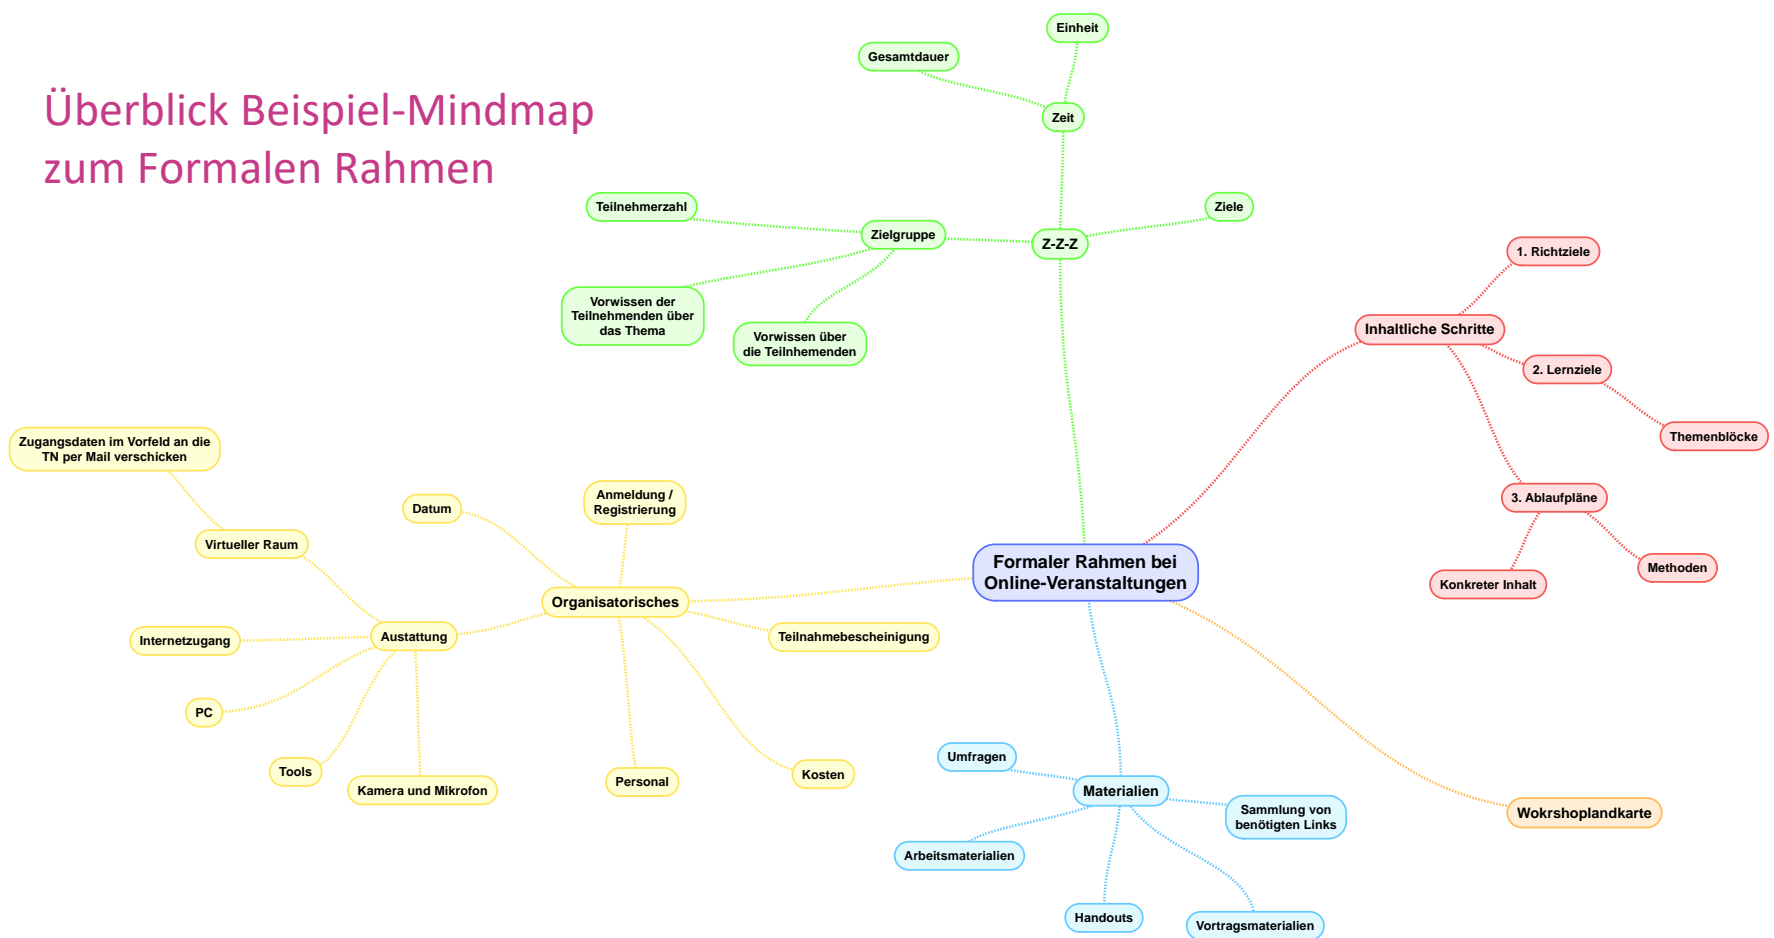 Überblick Beispiel-Mindmap
zum Formalen Rahmen
Einheit
Gesamtdauer
Zeit
Teilnehmerzahl
Ziele
Zielgruppe
Z-Z-Z
Vorwissen der
Teilnehmenden über
das Thema
Vorwissen über
die Teilnhemenden
1. Richtziele
Inhaltliche Schritte
2. Lernziele
Themenblöcke
3. Ablaufpläne
Konkreter Inhalt
Methoden
Zugangsdaten im Vorfeld an die
TN per Mail verschicken
Virtueller Raum
Datum
Anmeldung /
Registrierung
Formaler Rahmen bei
Online-Veranstaltungen
Organisatorisches
Austattung
Internetzugang
Teilnahmebescheinigung
PC
Tools
Kamera und Mikrofon
Personal
Kosten
Umfragen
Materialien
Sammlung von
benötigten Links
Wokrshoplandkarte
Arbeitsmaterialien
Handouts
Vortragsmaterialien